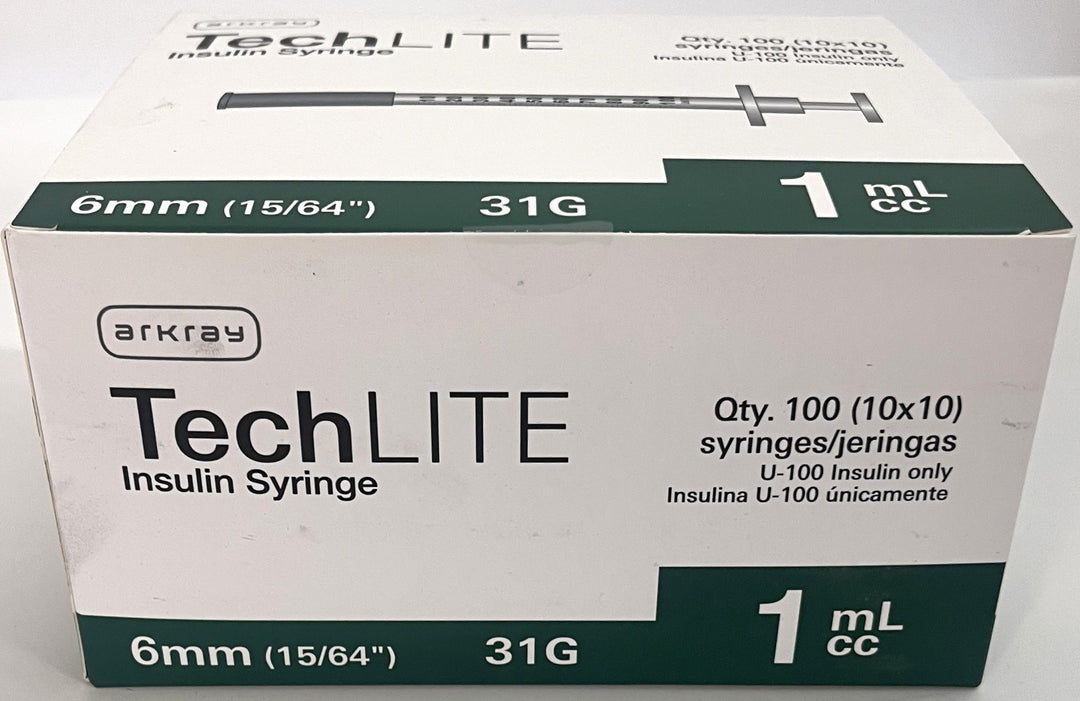 arkray
TechLITE
Insulin Syringe
Qty. 100 (10x10)
syringes/jeringas
U-100 Insulin only
Insulina U-100 únicamente
6mm (15/64")
31G
1 mL
cc
arkray
TechLITE
Insulin Syringe
Qty. 100 (10x10)
syringes/jeringas
U-100 Insulin only
Insulina U-100 únicamente
6mm (15/64")
31G
1 mL
cc